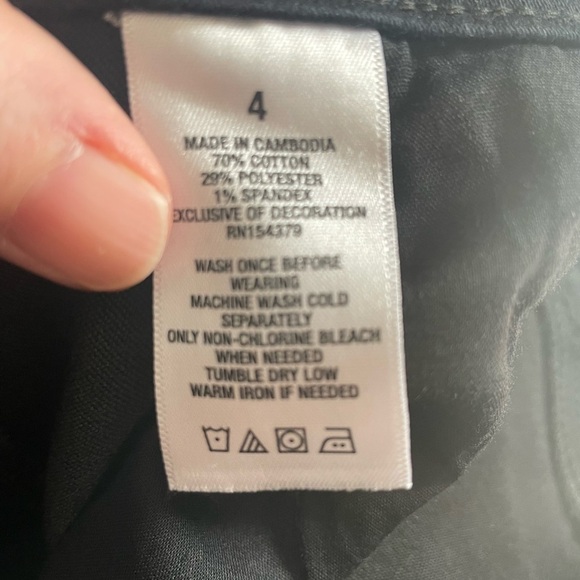 4
MADE IN CAMBODIA
70% COTTON
29% POLYESTER
1% SPANDEX
EXCLUSIVE OF DECORATION
RN154379
WASH ONCE BEFORE
WEARING
MACHINE WASH COLD
SEPARATELY
ONLY NON-CHLORINE BLEACH
WHEN NEEDED
TUMBLE DRY LOW
WARM IRON IF NEEDED